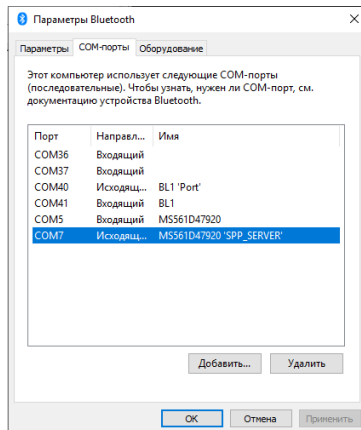 Параметры Bluetooth
Параметры COM-порты Оборудование
Этот компьютер использует следующие COM-порты
(последовательные). Чтобы узнать, нужен ли COM-порт, см.
документацию устройства Bluetooth.
Порт Направл... Имя
COM36 Входящий
COM37 Входящий
COM40 Исходящ... BL1 'Port'
COM41 Входящий BL1
COM5 Входящий MS561D47920
COM7 Исходящ... MS561D47920 'SPP_SERVER'
Добавить... Удалить
OK Отмена Применить